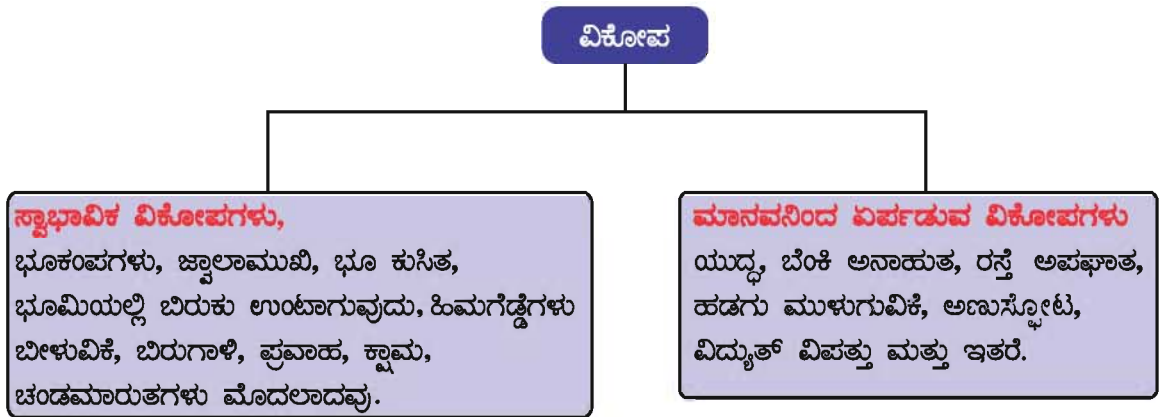 ವಿಕೋಪ
ಸ್ವಾಭಾವಿಕ ವಿಕೋಪಗಳು,
ಭೂಕಂಪಗಳು, ಜ್ವಾಲಾಮುಖಿ, ಭೂ ಕುಸಿತ,
ಭೂಮಿಯಲ್ಲಿ ಬಿರುಕು ಉಂಟಾಗುವುದು, ಹಿಮಗೆಡ್ಡೆಗಳು
ಬೀಳುವಿಕೆ, ಬಿರುಗಾಳಿ, ಪ್ರವಾಹ, ಕ್ಷಾಮ,
ಚಂಡಮಾರುತಗಳು ಮೊದಲಾದವು.
ಮಾನವನಿಂದ ಏರ್ಪಡುವ ವಿಕೋಪಗಳು
ಯುದ್ಧ, ಬೆಂಕಿ ಅನಾಹುತ, ರಸ್ತೆ ಅಪಘಾತ,
ಹಡಗು ಮುಳುಗುವಿಕೆ, ಅಣುಸ್ಫೋಟ,
ವಿದ್ಯುತ್ ವಿಪತ್ತು ಮತ್ತು ಇತರೆ.